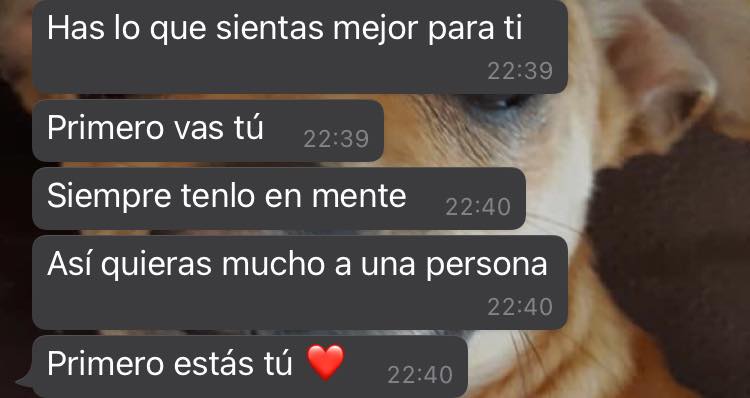 Has lo que sientas mejor para ti
22:39
Primero vas tú 22:39
Siempre tenlo en mente 22:40
Así quieras mucho a una persona
22:40
Primero estás tú ❤️ 22:40